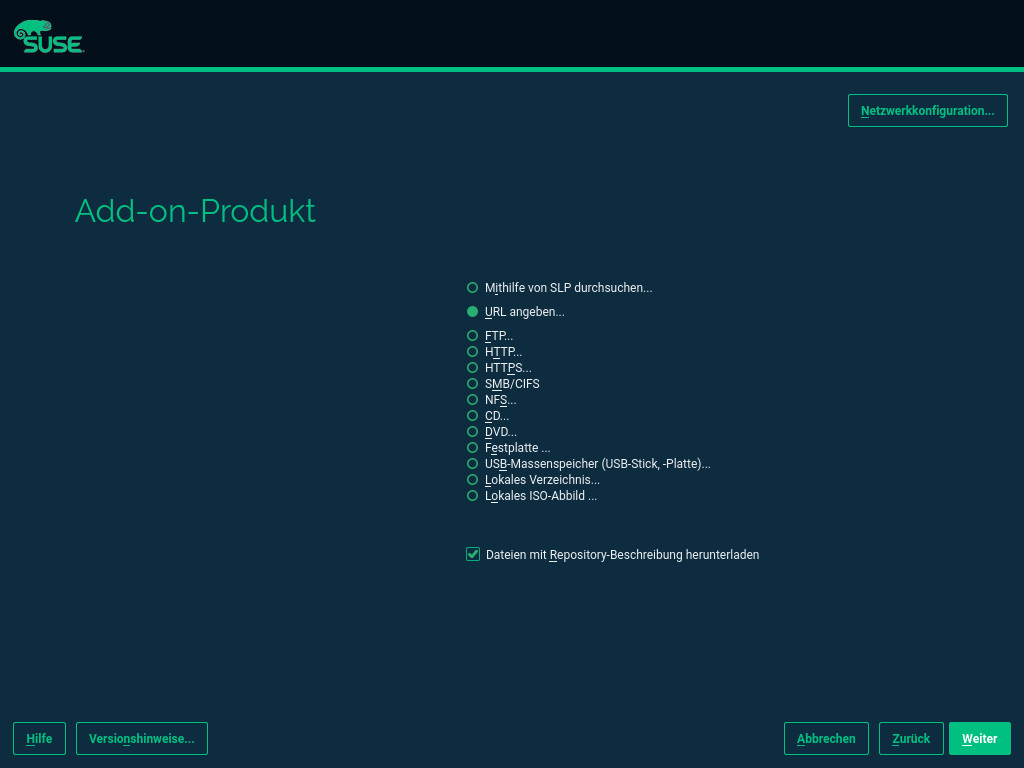 SUSE
Netzwerkkonfiguration...
Add-on-Produkt
Mithilfe von SLP durchsuchen...
URL angeben...
FTP...
HTTP...
HTTPS...
SMB/CIFS
NFS...
CD...
DVD...
Festplatte ...
USB-Massenspeicher (USB-Stick, -Platte)...
Lokales Verzeichnis...
Lokales ISO-Abbild ...
Dateien mit Repository-Beschreibung herunterladen
Hilfe Versionshinweise... Abbrechen Zurück Weiter